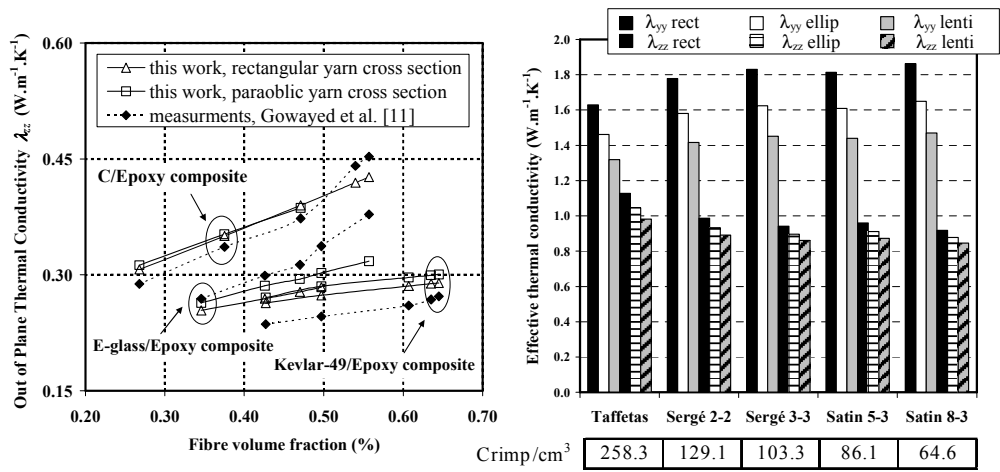 Out of Plane Thermal Conductivity λzz (W.m-1.K-1)
0.60
0.45
0.30
0.15
this work, rectangular yarn cross section
this work, paraoblic yarn cross section
measurments, Gowayed et al. [11]
C/Epoxy composite
E-glass/Epoxy composite
Kevlar-49/Epoxy composite
0.20 0.30 0.40 0.50 0.60 0.70
Fibre volume fraction (%)
λyy rect λyy ellip λyy lenti
λzz rect λzz ellip λzz lenti
Effective thermal conductivity (W.m-1.K-1)
2.0
1.8
1.6
1.4
1.2
1.0
0.8
0.6
0.4
0.2
0.0
Taffetas Sergé 2-2 Sergé 3-3 Satin 5-3 Satin 8-3
Crimp/cm3 258.3 129.1 103.3 86.1 64.6